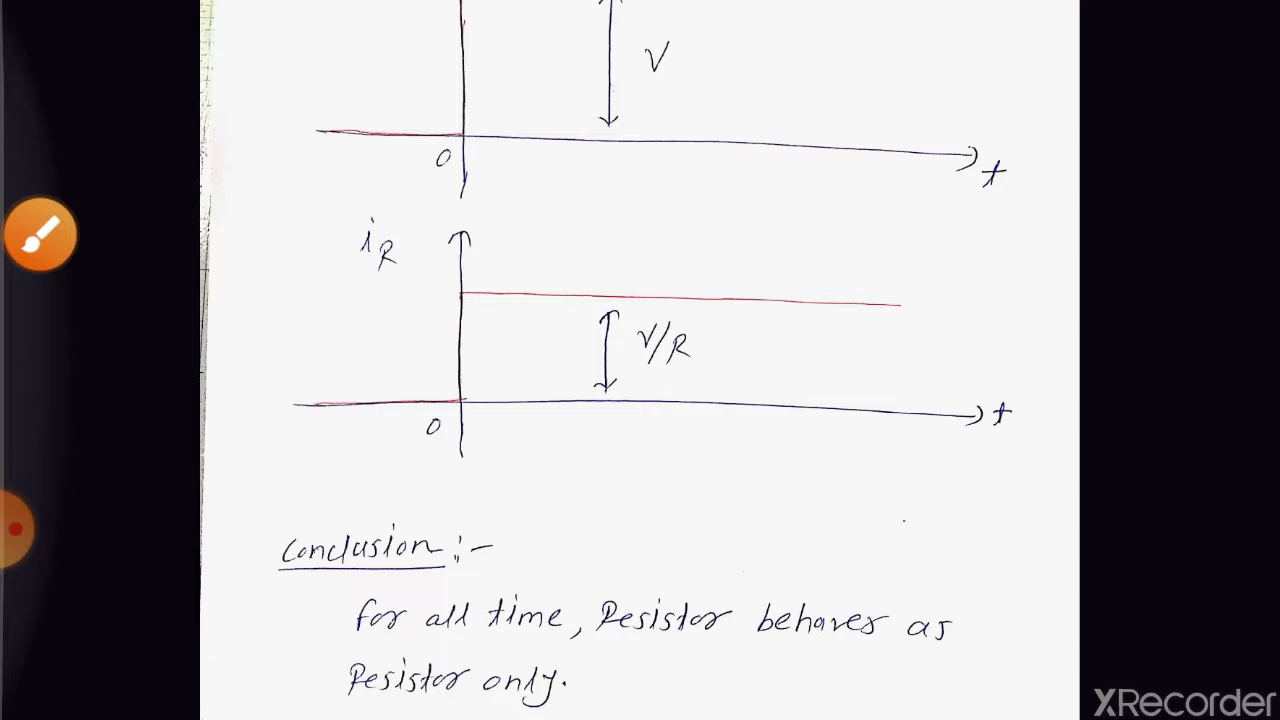 V
0
t
iR
V/R
0
t
Conclusion :-
for all time, Resistor behaves as
Resistor only.
XRecorder